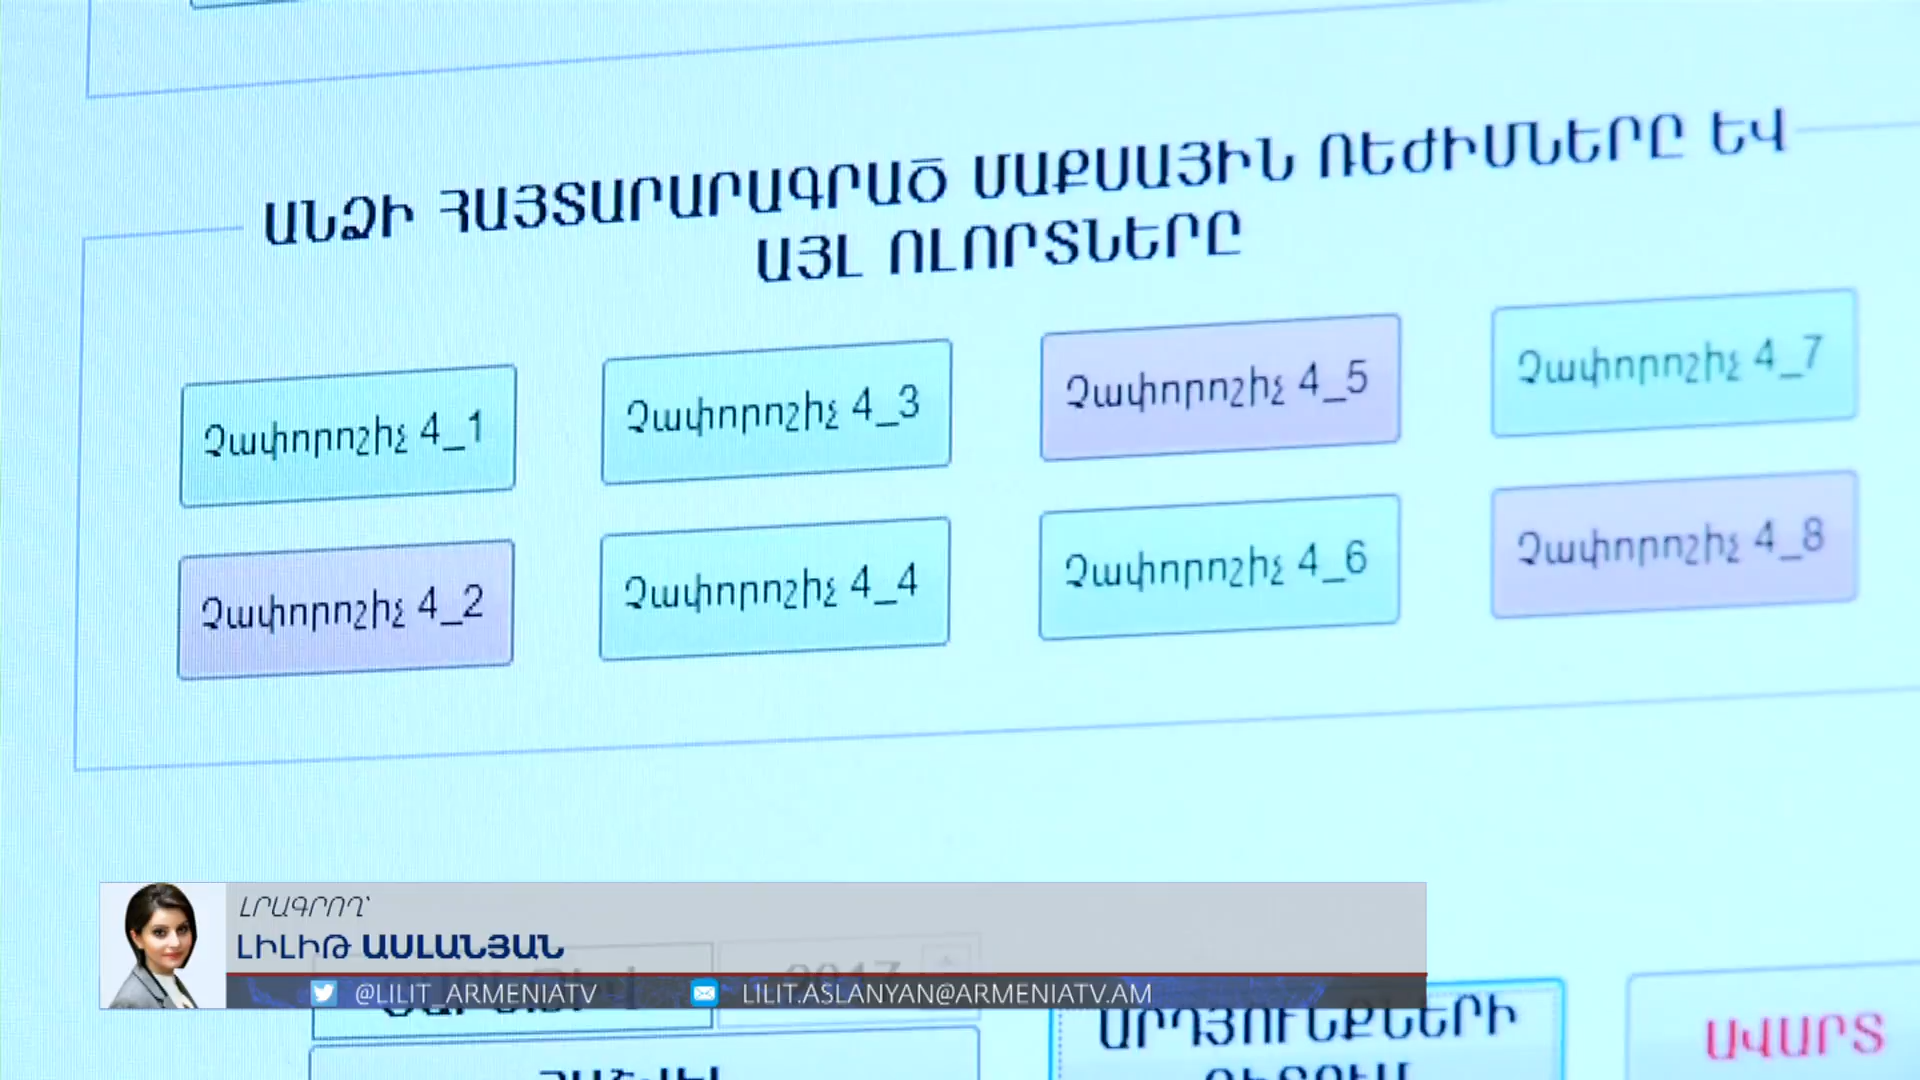 ԱՆՁԻ ՀԱՅՏԱՐԱՐԱԳՐԱԾ ՄԱՔՍԱՅԻՆ ՌԵԺԻՄՆԵՐԸ ԵՎ
ԱՅԼ ՈԼՈՐՏՆԵՐԸ
Չափորոշիչ 4_1
Չափորոշիչ 4_3
Չափորոշիչ 4_5
Չափորոշիչ 4_7
Չափորոշիչ 4_2
Չափորոշիչ 4_4
Չափորոշիչ 4_6
Չափորոշիչ 4_8
ԼՐԱԳՐՈՂ՝
ԼԻԼԻԹ ԱՍԼԱՆՅԱՆ
@LILIT_ARMENIATV
LILIT.ASLANYAN@ARMENIATV.AM
2017
ԱՐԴՅՈՒՆՔՆԵՐԻ
ԱՎԱՐՏ